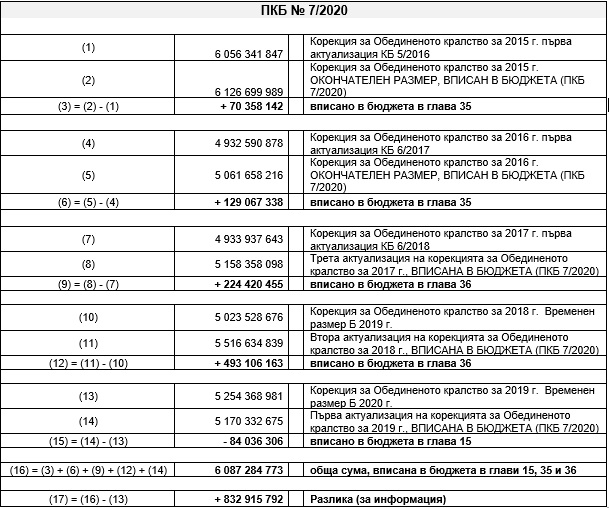 ПКБ № 7/2020
(1) 6 056 341 847 Корекция за Обединеното кралство за 2015 г. първа
актуализация КБ 5/2016
(2) 6 126 699 989 Корекция за Обединеното кралство за 2015 г.
ОКОНЧАТЕЛЕН РАЗМЕР, ВПИСАН В БЮДЖЕТА (ПКБ
7/2020)
(3) = (2) - (1) + 70 358 142 вписано в бюджета в глава 35
(4) 4 932 590 878 Корекция за Обединеното кралство за 2016 г. първа
актуализация КБ 6/2017
(5) 5 061 658 216 Корекция за Обединеното кралство за 2016 г.
ОКОНЧАТЕЛЕН РАЗМЕР, ВПИСАН В БЮДЖЕТА (ПКБ
7/2020)
(6) = (5) - (4) + 129 067 338 вписано в бюджета в глава 35
(7) 4 933 937 643 Корекция за Обединеното кралство за 2017 г. първа
актуализация КБ 6/2018
(8) 5 158 358 098 Трета актуализация на корекцията за Обединеното
кралство за 2017 г., ВПИСАНА В БЮДЖЕТА (ПКБ 7/2020)
(9) = (8) - (7) + 224 420 455 вписано в бюджета в глава 36
(10) 5 023 528 676 Корекция за Обединеното кралство за 2018 г. Временен
размер Б 2019 г.
(11) 5 516 634 839 Втора актуализация на корекцията за Обединеното
кралство за 2018 г., ВПИСАНА В БЮДЖЕТА (ПКБ 7/2020)
(12) = (11) - (10) + 493 106 163 вписано в бюджета в глава 36
(13) 5 254 368 981 Корекция за Обединеното кралство за 2019 г. Временен
размер Б 2020 г.
(14) 5 170 332 675 Първа актуализация на корекцията за Обединеното
кралство за 2019 г., ВПИСАНА В БЮДЖЕТА (ПКБ 7/2020)
(15) = (14) - (13) - 84 036 306 вписано в бюджета в глава 15
(16) = (3) + (6) + (9) + (12) + (14) 6 087 284 773 обща сума, вписана в бюджета в глави 15, 35 и 36
(17) = (16) - (13) + 832 915 792 Разлика (за информация)